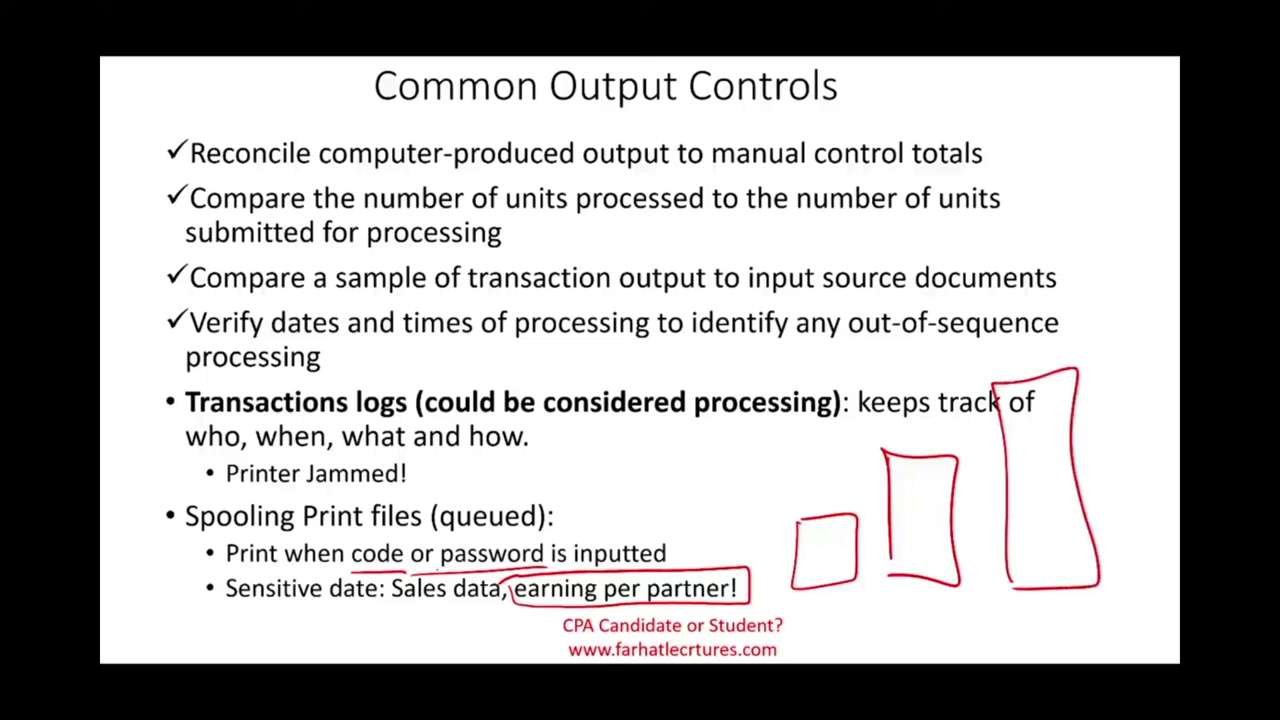 Common Output Controls
✓Reconcile computer-produced output to manual control totals
✓Compare the number of units processed to the number of units
submitted for processing
✓Compare a sample of transaction output to input source documents
✓Verify dates and times of processing to identify any out-of-sequence
processing
• Transactions logs (could be considered processing): keeps track of
who, when, what and how.
• Printer Jammed!
• Spooling Print files (queued):
• Print when code or password is inputted
• Sensitive date: Sales data, earning per partner!
CPA Candidate or Student?
www.farhatlecrtures.com